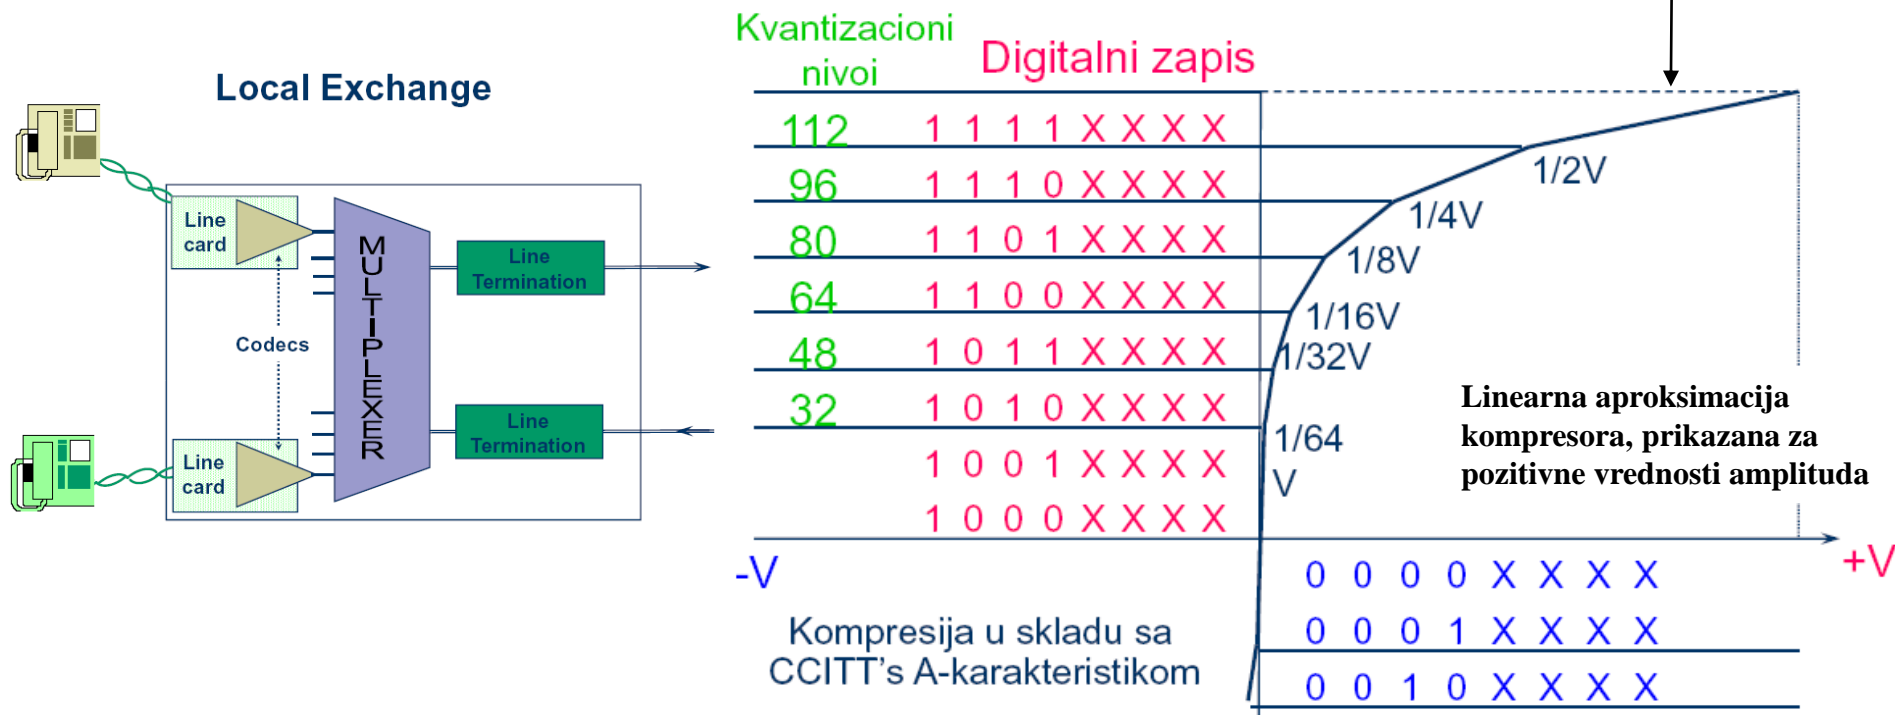 Local Exchange
Line
card
MULTIPLEXER
Line
Termination
Codecs
Line
card
Line
Termination
Kvantizacioni
nivoi
Digitalni zapis
112 1 1 1 1 X X X X
96 1 1 1 0 X X X X
80 1 1 0 1 X X X X
64 1 1 0 0 X X X X
48 1 0 1 1 X X X X
32 1 0 1 0 X X X X
1 0 0 1 X X X X
1 0 0 0 X X X X
1/2V
1/4V
1/8V
1/16V
1/32V
1/64
V
Linearna aproksimacija
kompresora, prikazana za
pozitivne vrednosti amplituda
-V
+V
0 0 0 0 X X X X
0 0 0 1 X X X X
0 0 1 0 X X X X
Kompresija u skladu sa
CCITT's A-karakteristikom